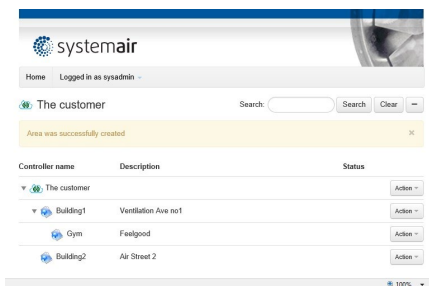 systemair
Home Logged in as sysadmin
The customer Search: Search Clear
Area was successfully created ×
Controller name Description Status
The customer Action
Building1 Ventilation Ave no1 Action
Gym Feelgood Action
Building2 Air Street 2 Action
100%